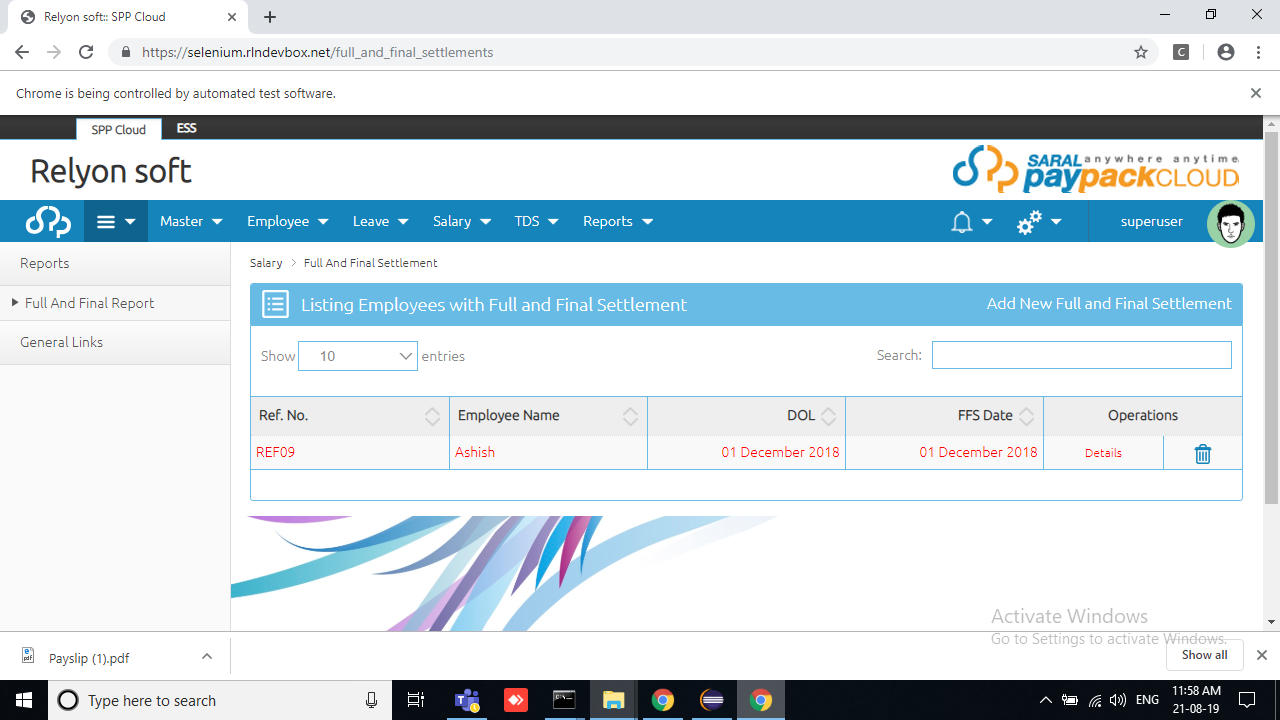 Relyon soft:: SPP Cloud
https://selenium.rlndevbox.net/full_and_final_settlements
C
Chrome is being controlled by automated test software.
SPP Cloud ESS
Relyon soft
SARAL anywhere anytime
paypackCLOUD
Master Employee Leave Salary TDS Reports superuser
Reports
Full And Final Report
General Links
Salary > Full And Final Settlement
Listing Employees with Full and Final Settlement Add New Full and Final Settlement
Show 10 entries Search:
Ref. No. Employee Name DOL FFS Date Operations
REF09 Ashish 01 December 2018 01 December 2018 Details
Activate Windows
Go to Settings to activate Windows.
Payslip (1).pdf Show all
Type here to search
ENG 11:58 AM
21-08-19